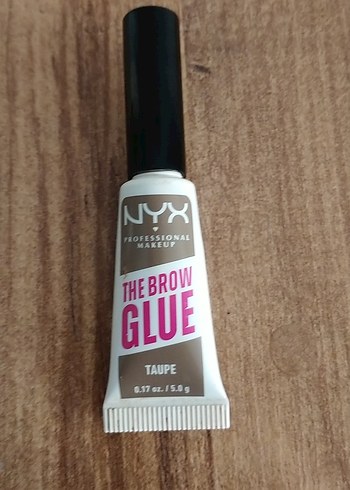 NYX
PROFESSIONAL
MAKEUP
THE BROW
GLUE
TAUPE
0.17 oz. / 5.0 g